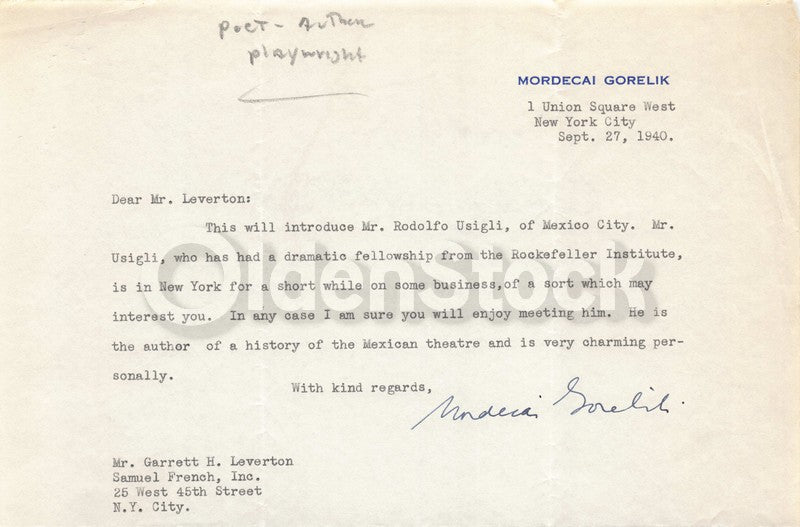 poet - author
playwright
MORDECAI GORELIK
1 Union Square West
New York City
Sept. 27, 1940.
Dear Mr. Leverton:
This will introduce Mr. Rodolfo Usigli, of Mexico City. Mr.
Usigli, who has had a dramatic fellowship from the Rockefeller Institute,
is in New York for a short while on some business,of a sort which may
interest you. In any case I am sure you will enjoy meeting him. He is
the author of a history of the Mexican theatre and is very charming per-
sonally.
With kind regards,
Mordecai Gorelik.
Mr. Garrett H. Leverton
Samuel French, Inc.
25 West 45th Street
N.Y. City.
OldenStock